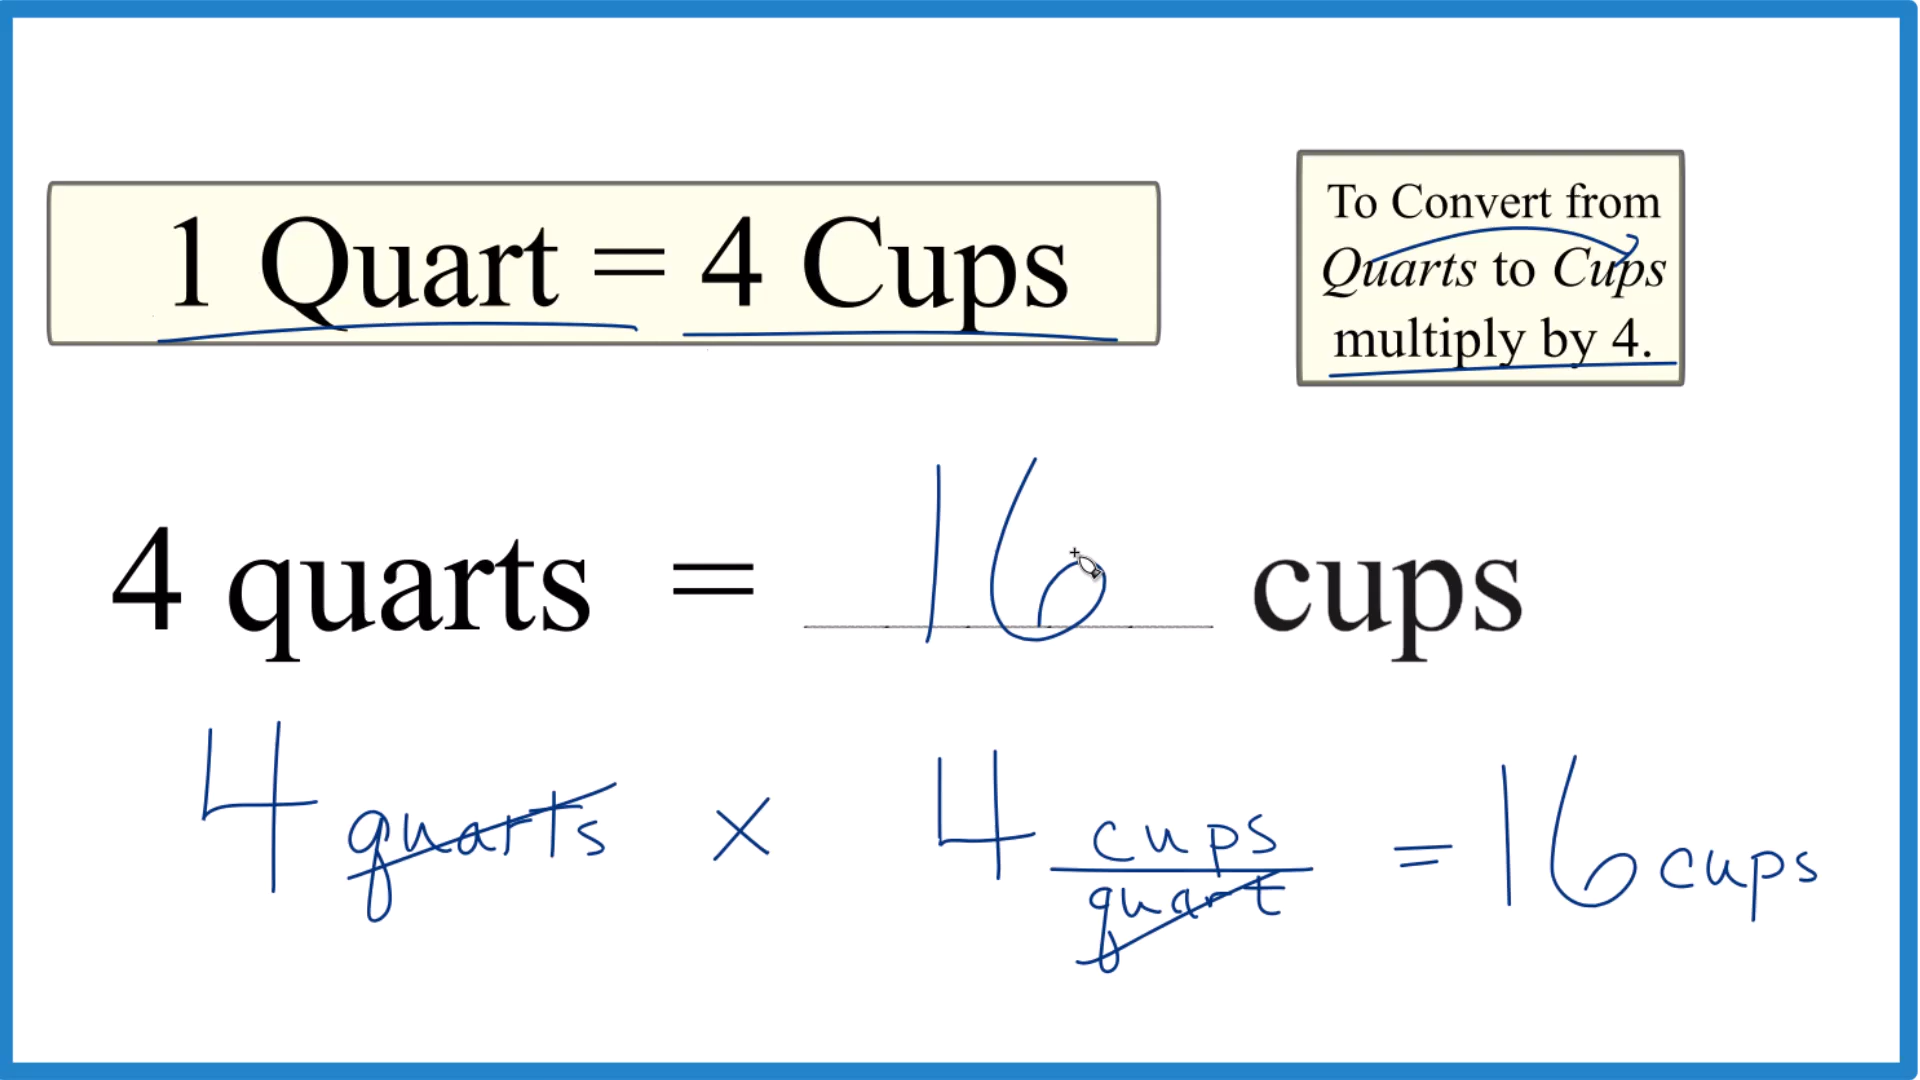 1 Quart = 4 Cups
To Convert from
Quarts to Cups
multiply by 4.
4 quarts = 16 cups
4 quarts x 4 cups/quart = 16 cups